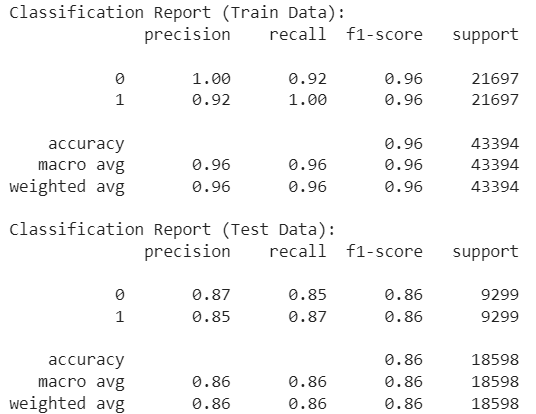 Classification Report (Train Data):
precision recall f1-score support
0 1.00 0.92 0.96 21697
1 0.92 1.00 0.96 21697
accuracy 0.96 43394
macro avg 0.96 0.96 0.96 43394
weighted avg 0.96 0.96 0.96 43394
Classification Report (Test Data):
precision recall f1-score support
0 0.87 0.85 0.86 9299
1 0.85 0.87 0.86 9299
accuracy 0.86 18598
macro avg 0.86 0.86 0.86 18598
weighted avg 0.86 0.86 0.86 18598